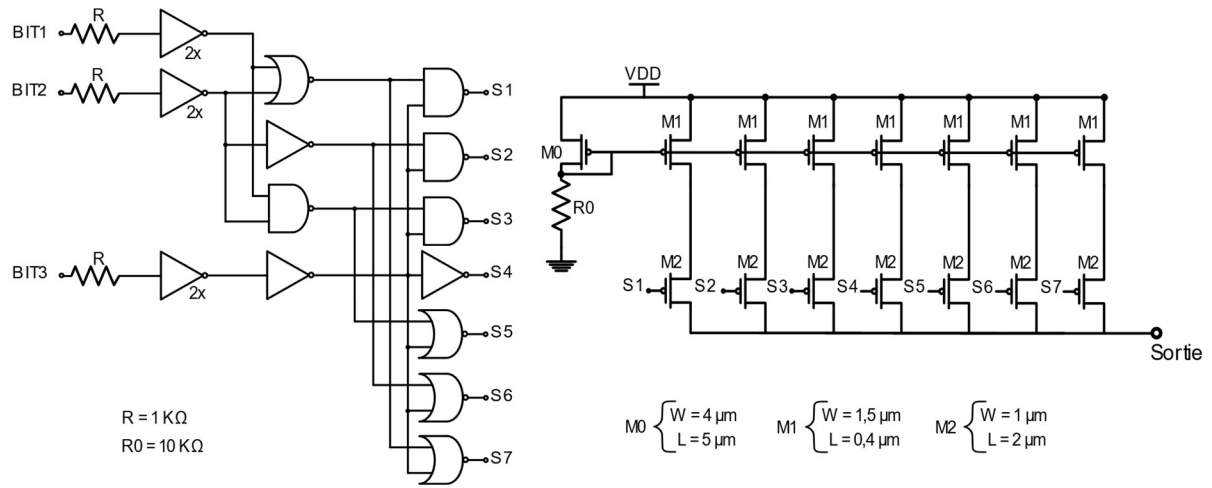 BIT1
R
2x
BIT2
R
2x
BIT3
R
2x
S1
S2
S3
S4
S5
S6
S7
R = 1 KΩ
R0 = 10 KΩ
VDD
M0
R0
M1
M1
M1
M1
M1
M1
M1
M2
M2
M2
M2
M2
M2
M2
S1
S2
S3
S4
S5
S6
S7
Sortie
M0 { W = 4 µm
L = 5 µm
M1 { W = 1,5 µm
L = 0,4 µm
M2 { W = 1 µm
L = 2 µm